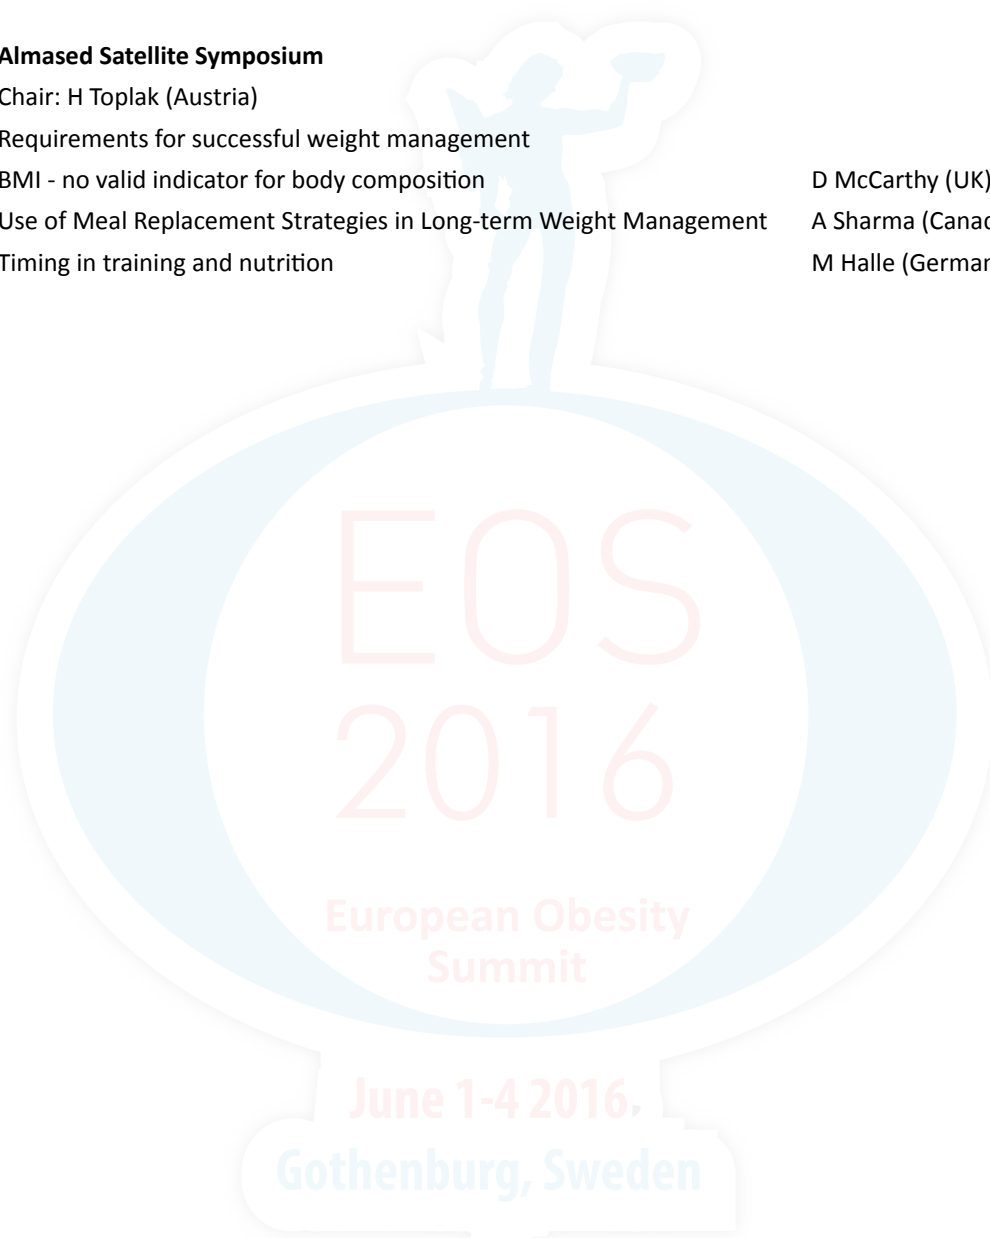 Almased Satellite Symposium
Chair: H Toplak (Austria)
Requirements for successful weight management
BMI - no valid indicator for body composition D McCarthy (UK)
Use of Meal Replacement Strategies in Long-term Weight Management A Sharma (Canad
Timing in training and nutrition M Halle (German
EOS
2016
European Obesity
Summit
June 1-4 2016,
Gothenburg, Sweden